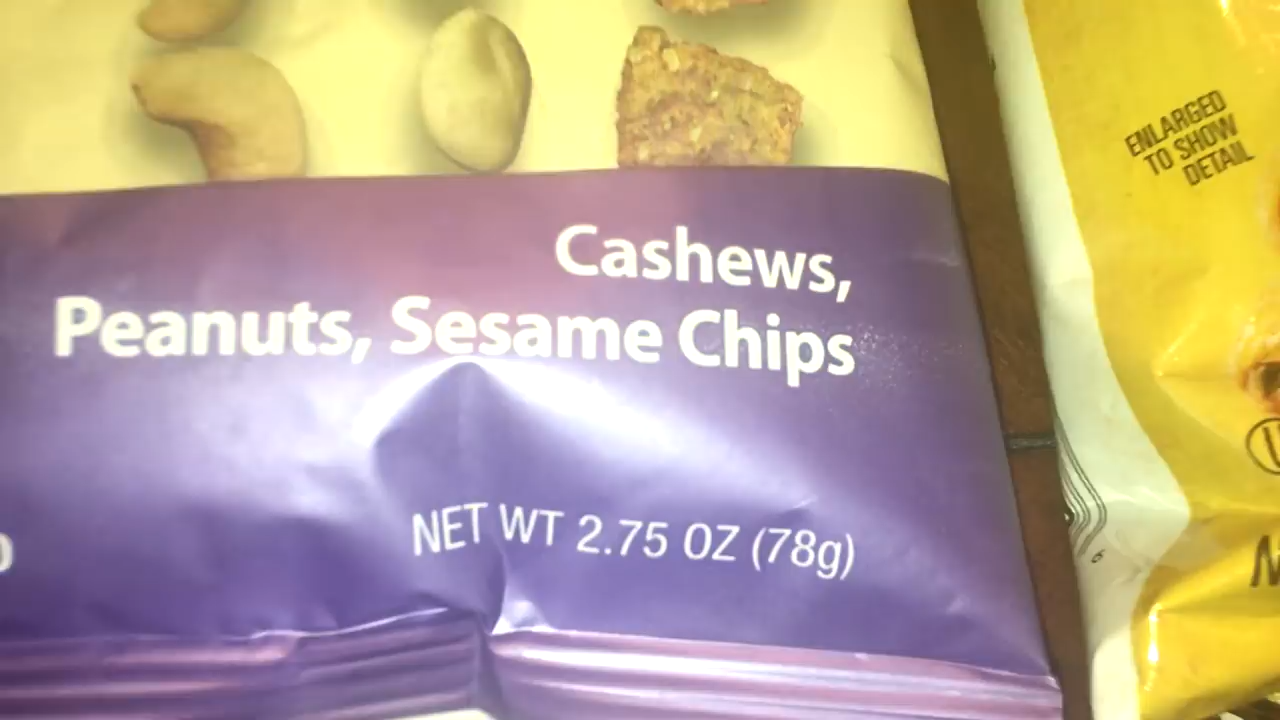 Cashews,
Peanuts, Sesame Chips
NET WT 2.75 OZ (78g)
ENLARGED
TO SHOW
DETAIL